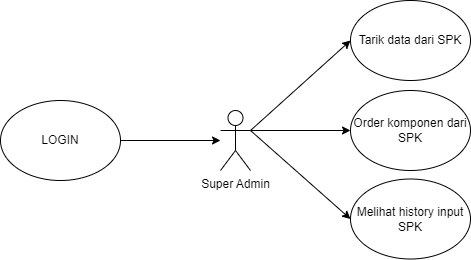 Tarik data dari SPK
Order komponen dari
SPK
LOGIN
Super Admin
Melihat history input
SPK